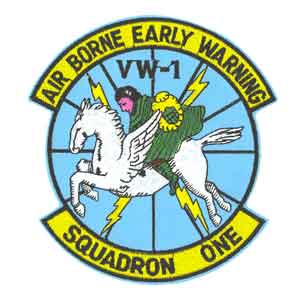 AIR BORNE EARLY WARNING
VW-1
SQUADRON ONE